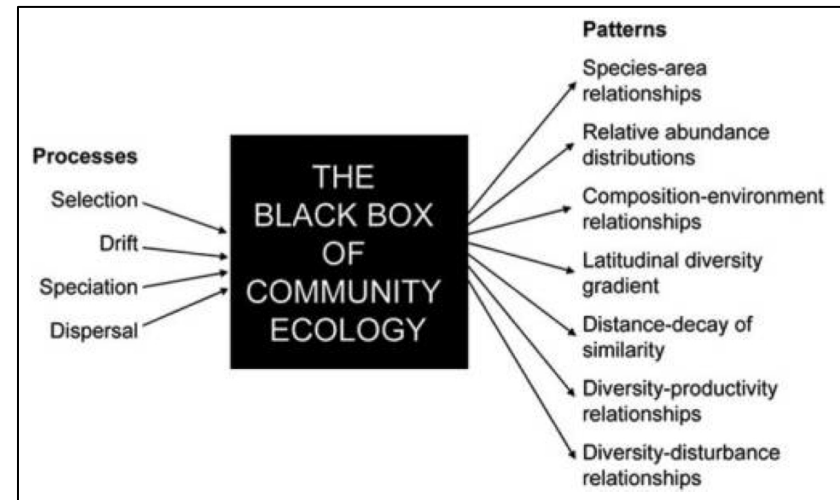 Processes
Selection
Drift
Speciation
Dispersal
THE
BLACK BOX
OF
COMMUNITY
ECOLOGY
Patterns
Species-area
relationships
Relative abundance
distributions
Composition-environment
relationships
Latitudinal diversity
gradient
Distance-decay of
similarity
Diversity-productivity
relationships
Diversity-disturbance
relationships